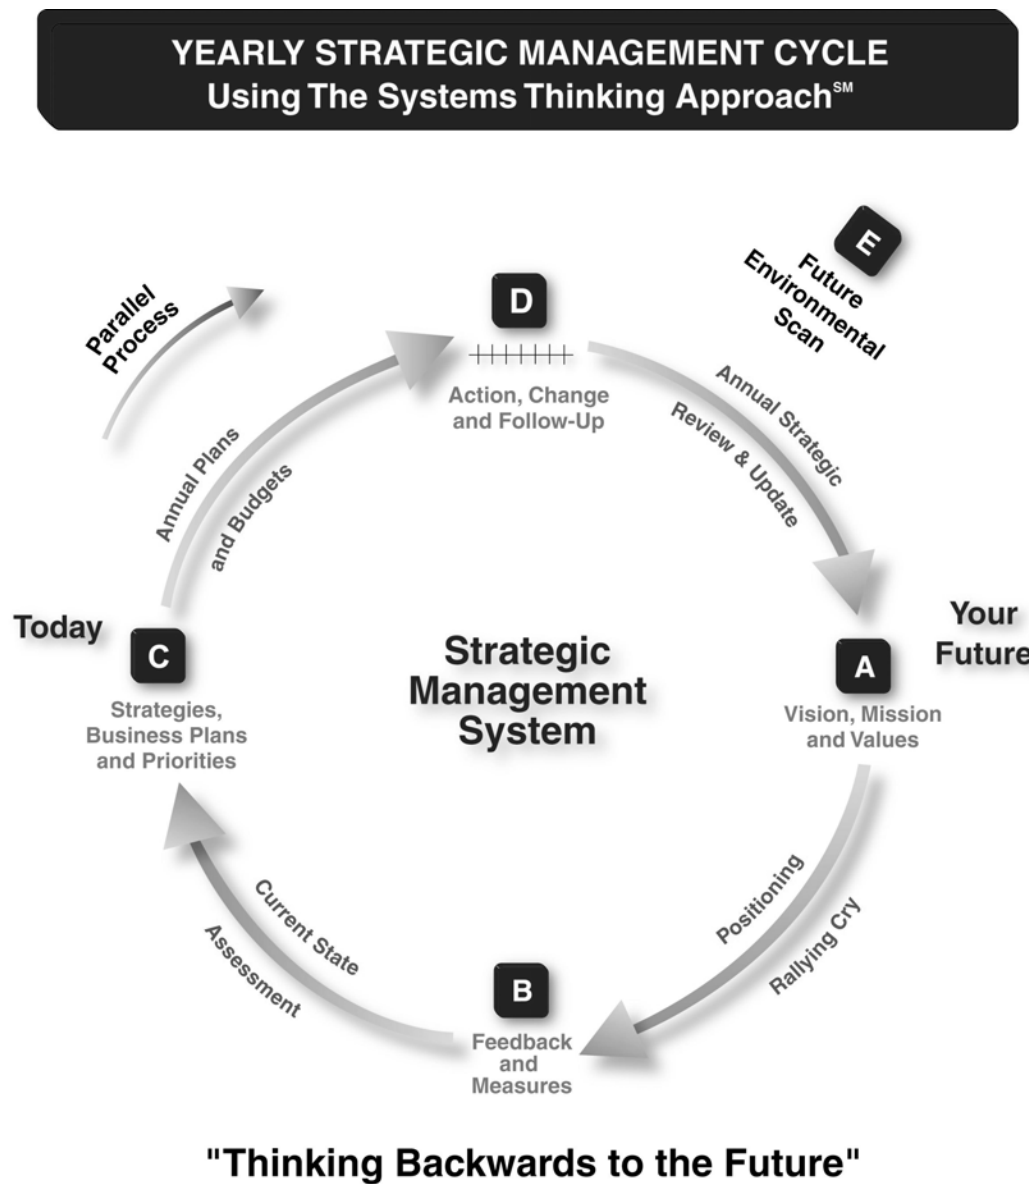 YEARLY STRATEGIC MANAGEMENT CYCLE
Using The Systems Thinking Approach℠
E
Future
Environmental
Scan
Parallel
Process
D
Action, Change
and Follow-Up
Annual Strategic
Review & Update
Annual Plans
and Budgets
Today
C
Strategies,
Business Plans
and Priorities
Strategic
Management
System
Your
Future
A
Vision, Mission
and Values
Positioning
Rallying Cry
Current State
Assessment
B
Feedback
and
Measures
"Thinking Backwards to the Future"